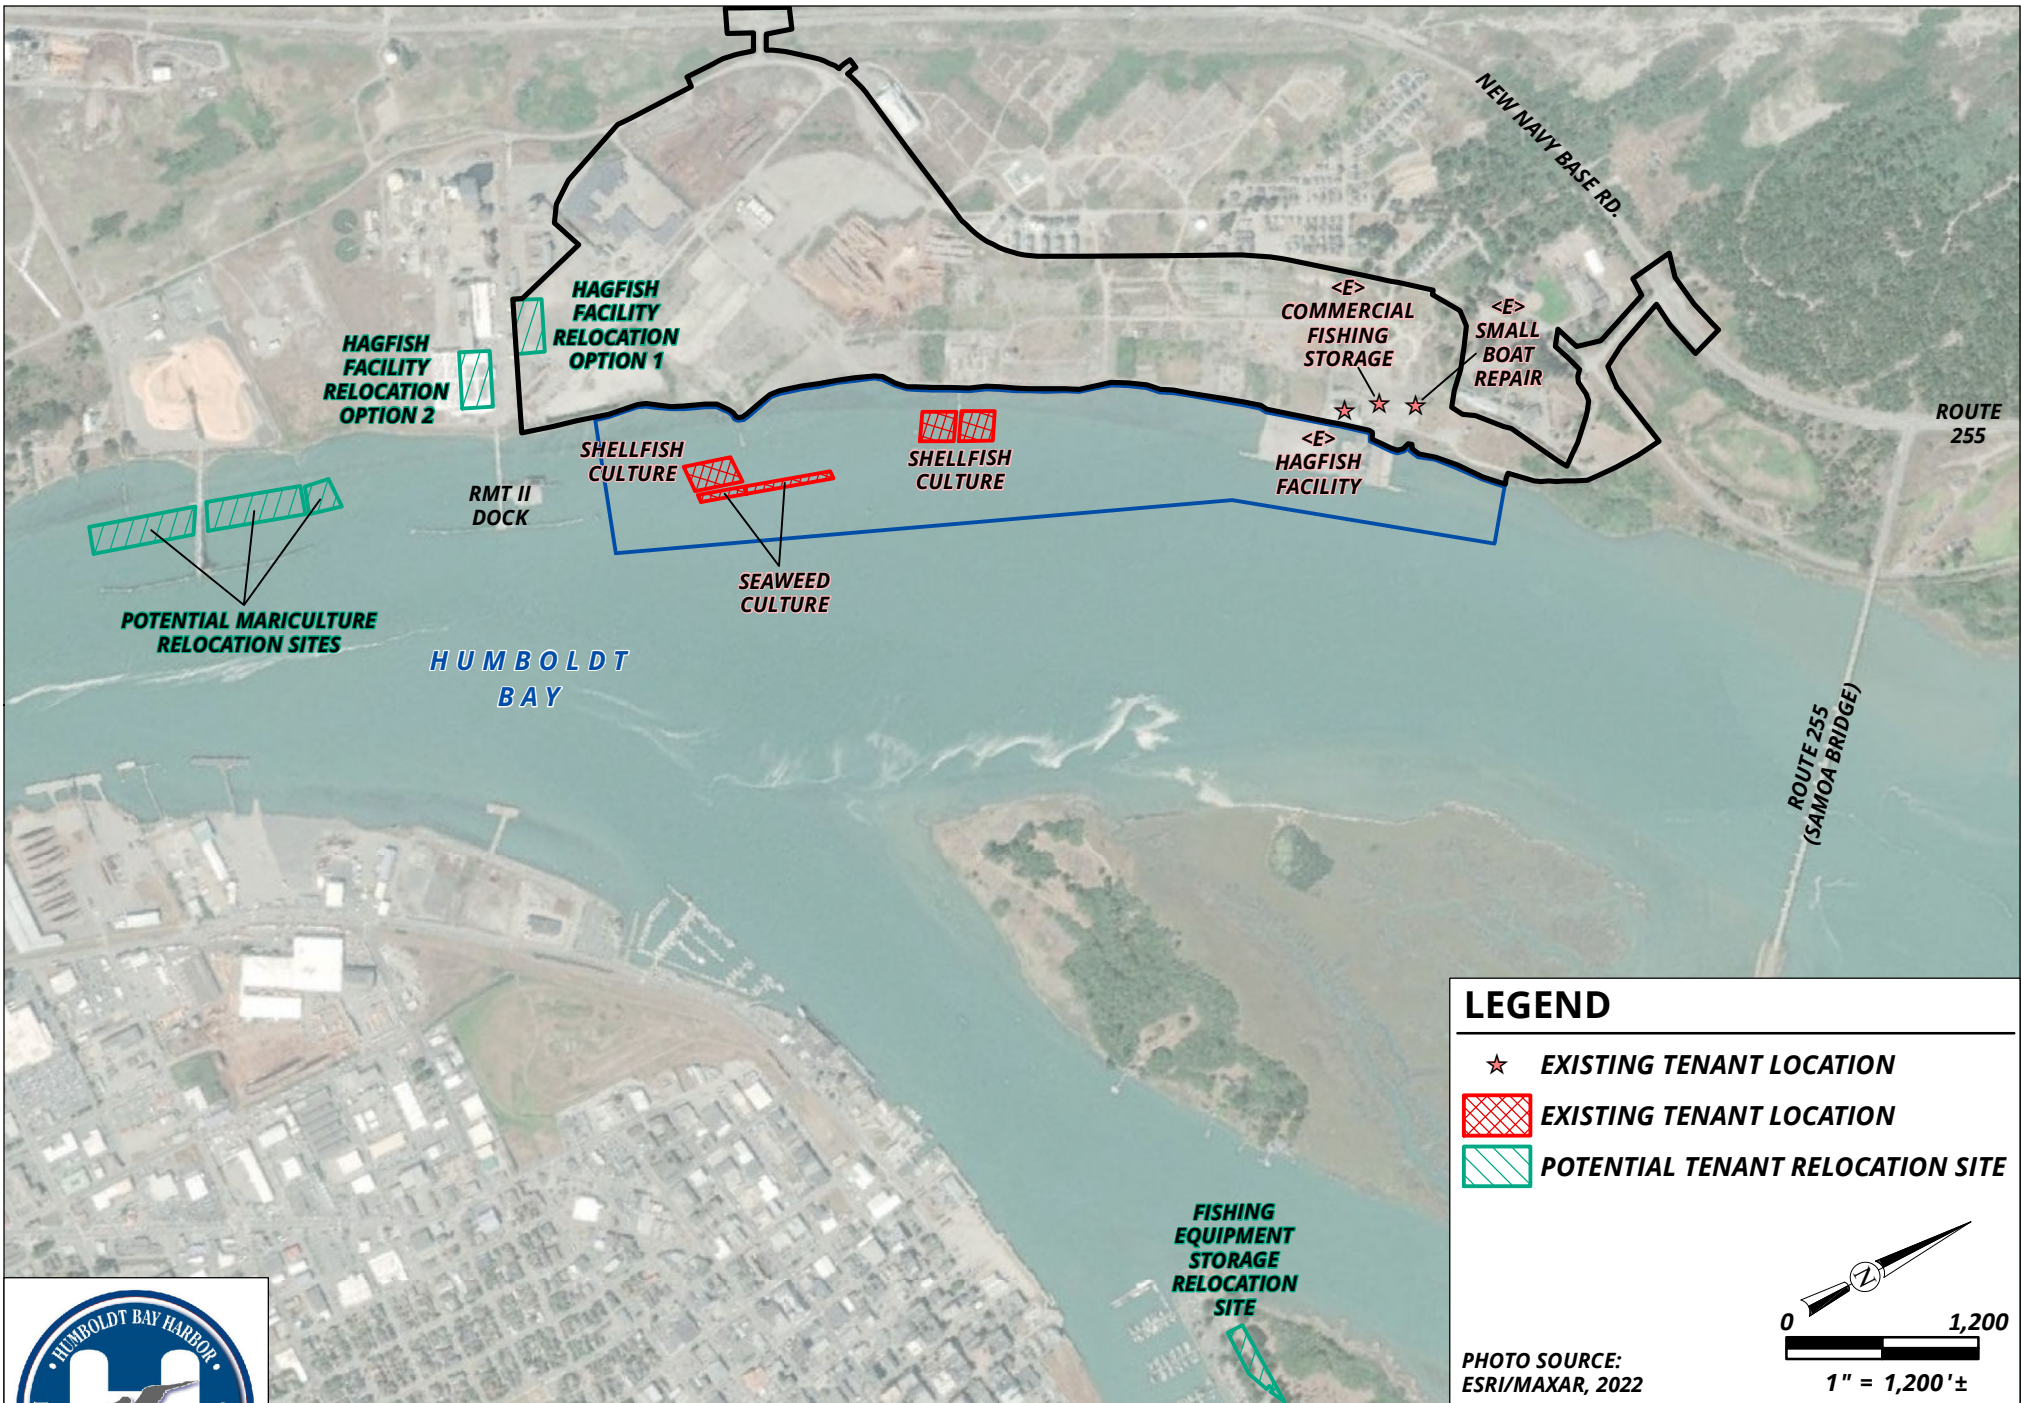 NEW NAVY BASE RD.
HAGFISH
FACILITY
RELOCATION
OPTION 1
HAGFISH
FACILITY
RELOCATION
OPTION 2
<E>
COMMERCIAL
FISHING
STORAGE
<E>
SMALL
BOAT
REPAIR
ROUTE
255
SHELLFISH
CULTURE
SHELLFISH
CULTURE
<E>
HAGFISH
FACILITY
RMT II
DOCK
SEAWEED
CULTURE
POTENTIAL MARICULTURE
RELOCATION SITES
HUMBOLDT
BAY
ROUTE 255
(SAMOA BRIDGE)
FISHING
EQUIPMENT
STORAGE
RELOCATION
SITE
LEGEND
EXISTING TENANT LOCATION
EXISTING TENANT LOCATION
POTENTIAL TENANT RELOCATION SITE
N
0 1,200
PHOTO SOURCE:
ESRI/MAXAR, 2022
1" = 1,200'±
• HUMBOLDT BAY HARBOR •